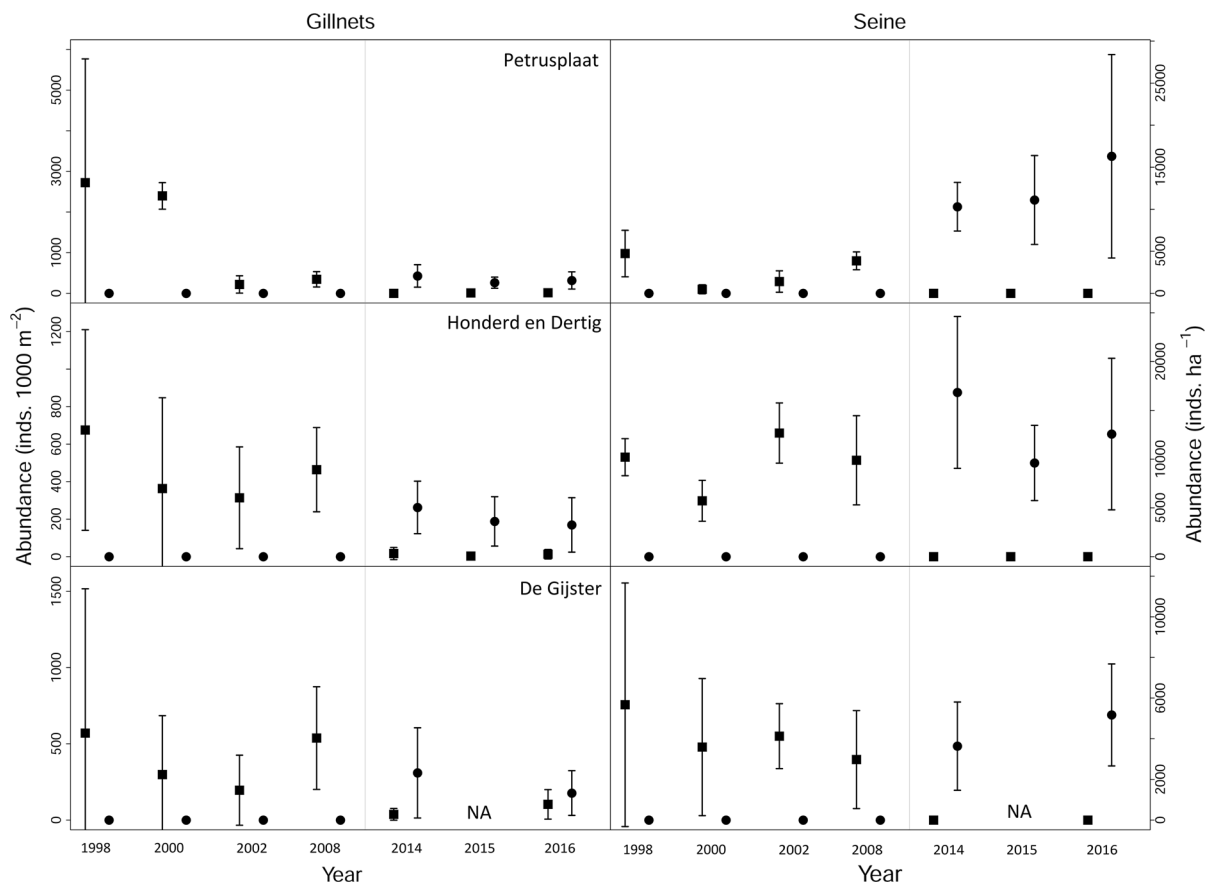 Gillnets Seine
Petrusplaat
0 1000 3000 5000
0 5000 15000 25000
Honderd en Dertig
0 200 400 600 800 1200
0 5000 10000 20000
De Gijster
0 500 1000 1500
0 2000 6000 10000
NA NA
Abundance (inds. 1000 m⁻²)
Abundance (inds. ha ⁻¹)
1998 2000 2002 2008 2014 2015 2016 1998 2000 2002 2008 2014 2015 2016
Year Year